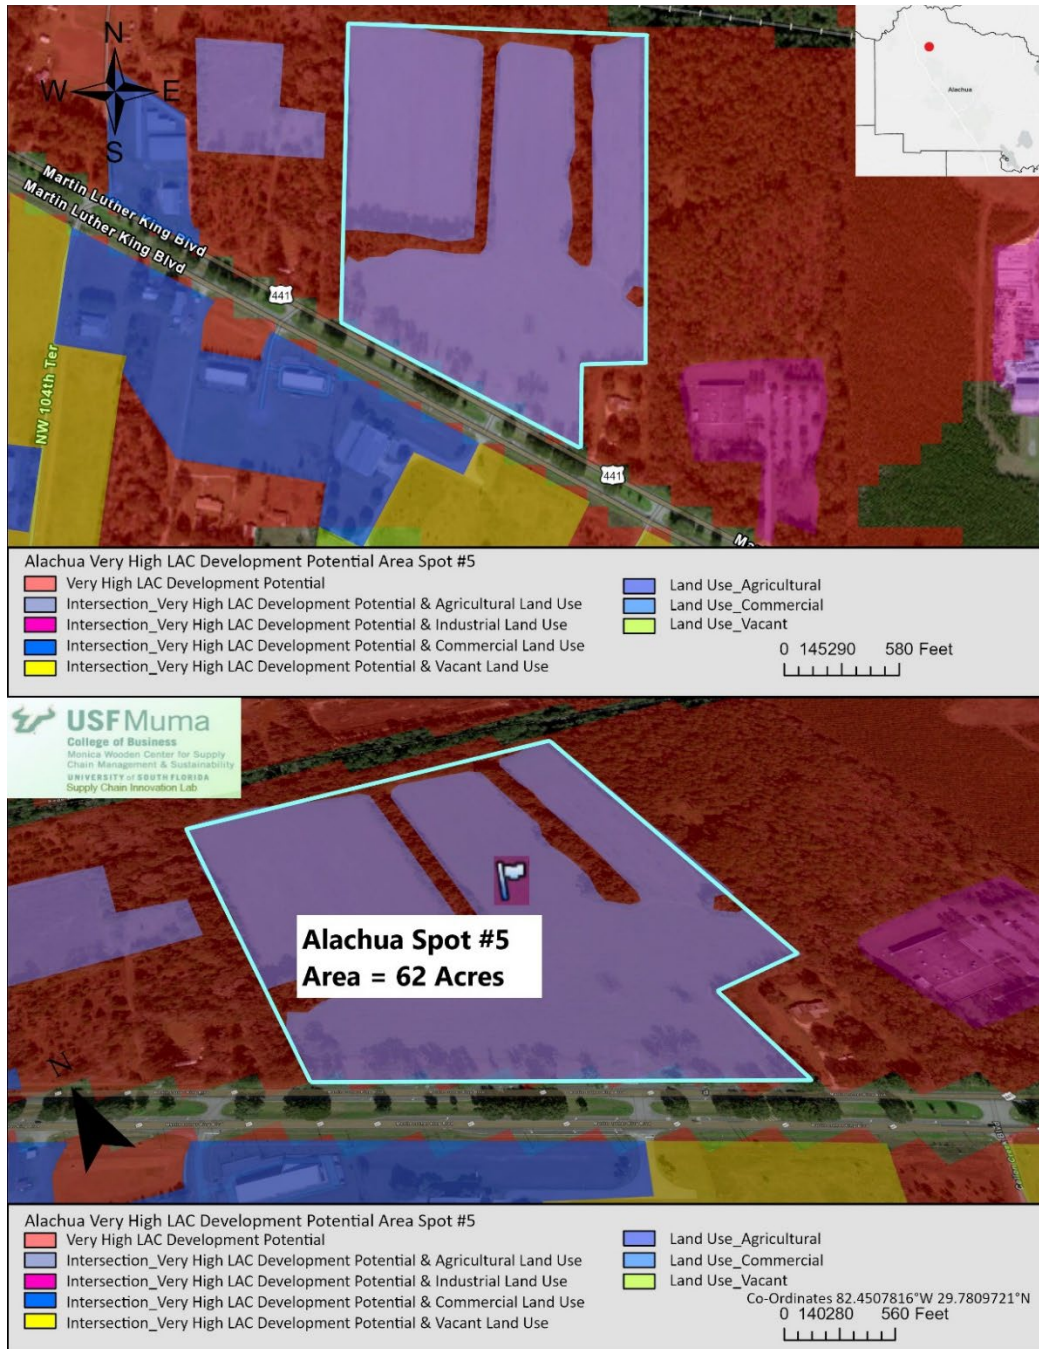 N
W E
S
Alachua
Martin Luther King Blvd
Martin Luther King Blvd
441
NW 104th Ter
441
Ma
Alachua Very High LAC Development Potential Area Spot #5
Very High LAC Development Potential
Intersection_Very High LAC Development Potential & Agricultural Land Use
Intersection_Very High LAC Development Potential & Industrial Land Use
Intersection_Very High LAC Development Potential & Commercial Land Use
Intersection_Very High LAC Development Potential & Vacant Land Use
Land Use_Agricultural
Land Use_Commercial
Land Use_Vacant
0 145290 580 Feet
USF Muma
College of Business
Monica Wooden Center for Supply
Chain Management & Sustainability
UNIVERSITY of SOUTH FLORIDA
Supply Chain Innovation Lab
Alachua Spot #5
Area = 62 Acres
N
Alachua Very High LAC Development Potential Area Spot #5
Very High LAC Development Potential
Intersection_Very High LAC Development Potential & Agricultural Land Use
Intersection_Very High LAC Development Potential & Industrial Land Use
Intersection_Very High LAC Development Potential & Commercial Land Use
Intersection_Very High LAC Development Potential & Vacant Land Use
Land Use_Agricultural
Land Use_Commercial
Land Use_Vacant
Co-Ordinates 82.4507816°W 29.7809721°N
0 140280 560 Feet